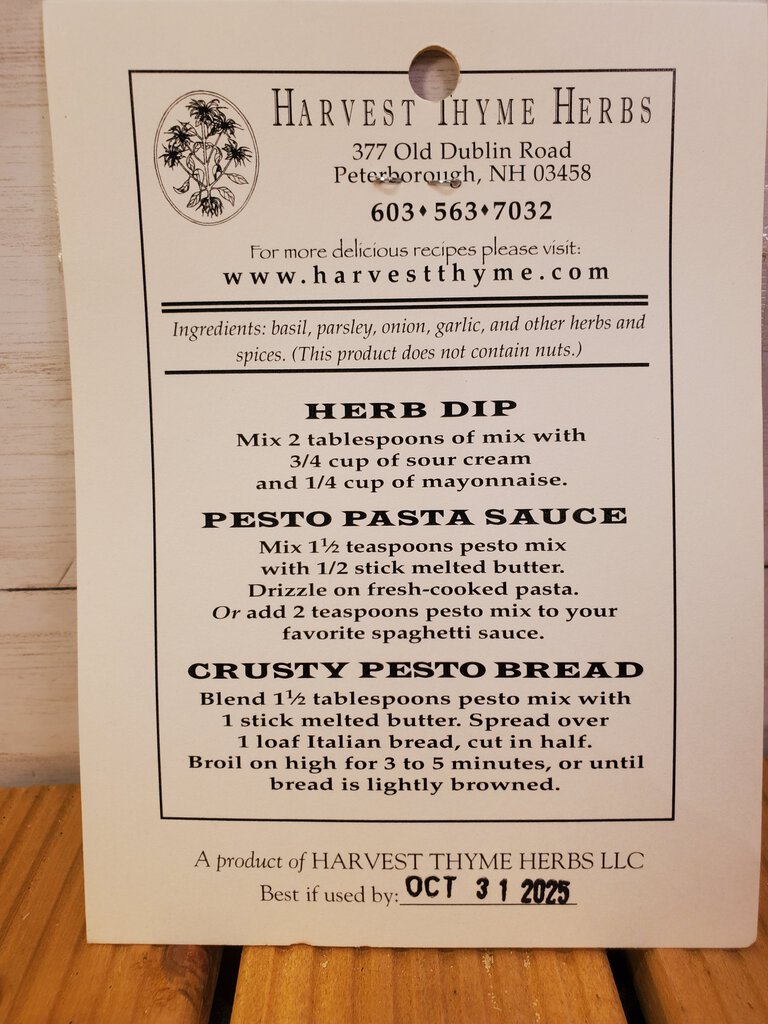 HARVEST THYME HERBS
377 Old Dublin Road
Peterborough, NH 03458
603♦563♦7032
For more delicious recipes please visit:
www.harvestthyme.com
Ingredients: basil, parsley, onion, garlic, and other herbs and
spices. (This product does not contain nuts.)
HERB DIP
Mix 2 tablespoons of mix with
3/4 cup of sour cream
and 1/4 cup of mayonnaise.
PESTO PASTA SAUCE
Mix 1½ teaspoons pesto mix
with 1/2 stick melted butter.
Drizzle on fresh-cooked pasta.
Or add 2 teaspoons pesto mix to your
favorite spaghetti sauce.
CRUSTY PESTO BREAD
Blend 1½ tablespoons pesto mix with
1 stick melted butter. Spread over
1 loaf Italian bread, cut in half.
Broil on high for 3 to 5 minutes, or until
bread is lightly browned.
A product of HARVEST THYME HERBS LLC
Best if used by: OCT 31 2025